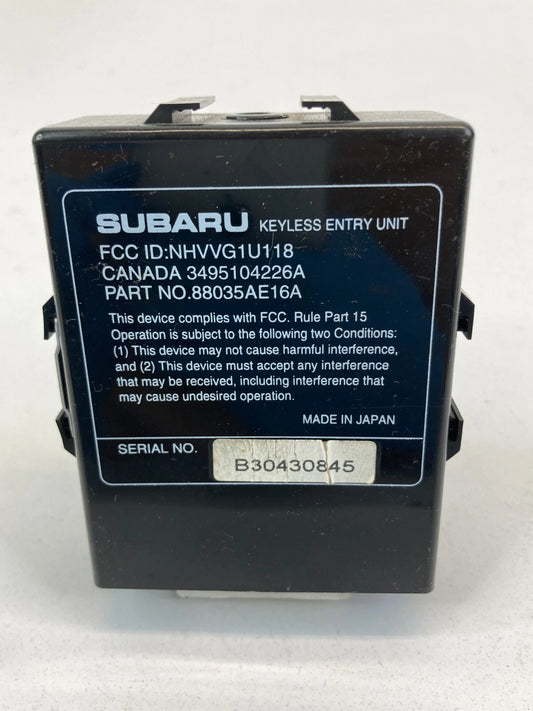 SUBARU KEYLESS ENTRY UNIT
FCC ID:NHVVG1U118
CANADA 3495104226A
PART NO.88035AE16A
This device complies with FCC. Rule Part 15
Operation is subject to the following two Conditions:
(1) This device may not cause harmful interference,
and (2) This device must accept any interference
that may be received, including interference that
may cause undesired operation.
MADE IN JAPAN
SERIAL NO. B30430845